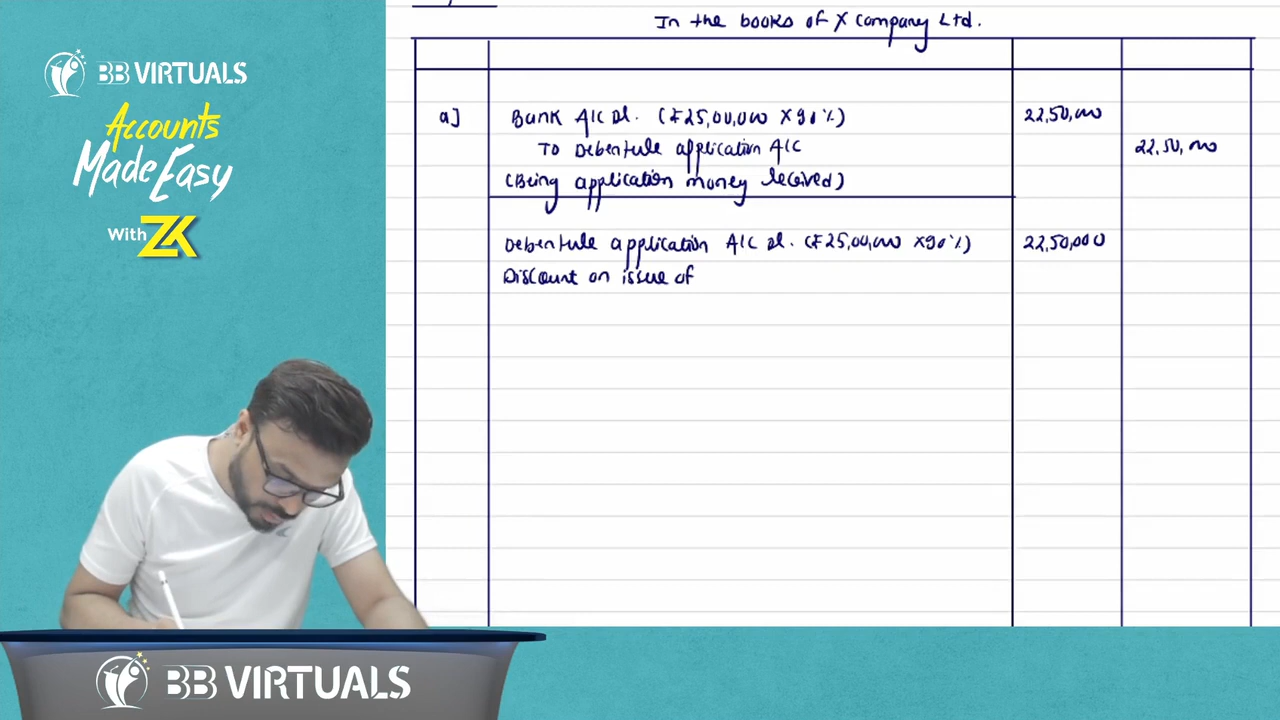 BB VIRTUALS
Accounts
Made Easy
With ZK
In the books of X Company Ltd.
a] Bank A/C Dr. (₹25,00,000 X90%) 22,50,000
To Debenture application A/C 22,50,000
(Being application money received)
Debenture application A/C Dr. (₹25,00,000 X90%) 22,50,000
Discount on issue of
BB VIRTUALS